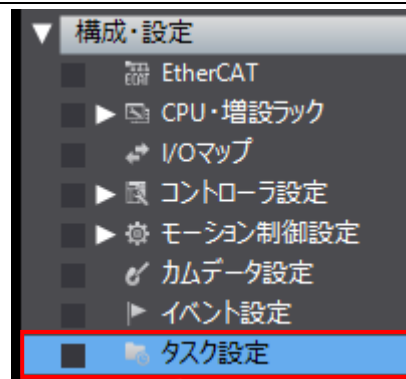 構成・設定
EtherCAT
CPU・増設ラック
I/Oマップ
コントローラ設定
モーション制御設定
カムデータ設定
イベント設定
タスク設定